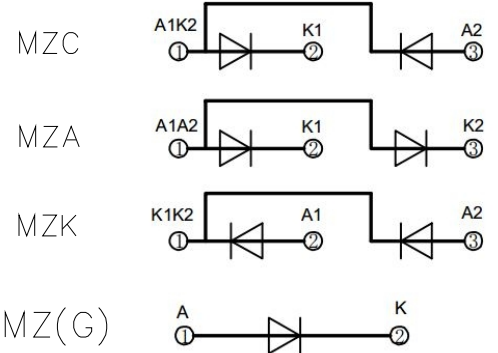 MZC A1K2 K1 A2
① ② ③
MZA A1A2 K1 K2
① ② ③
MZK K1K2 A1 A2
① ② ③
MZ(G) A K
① ②